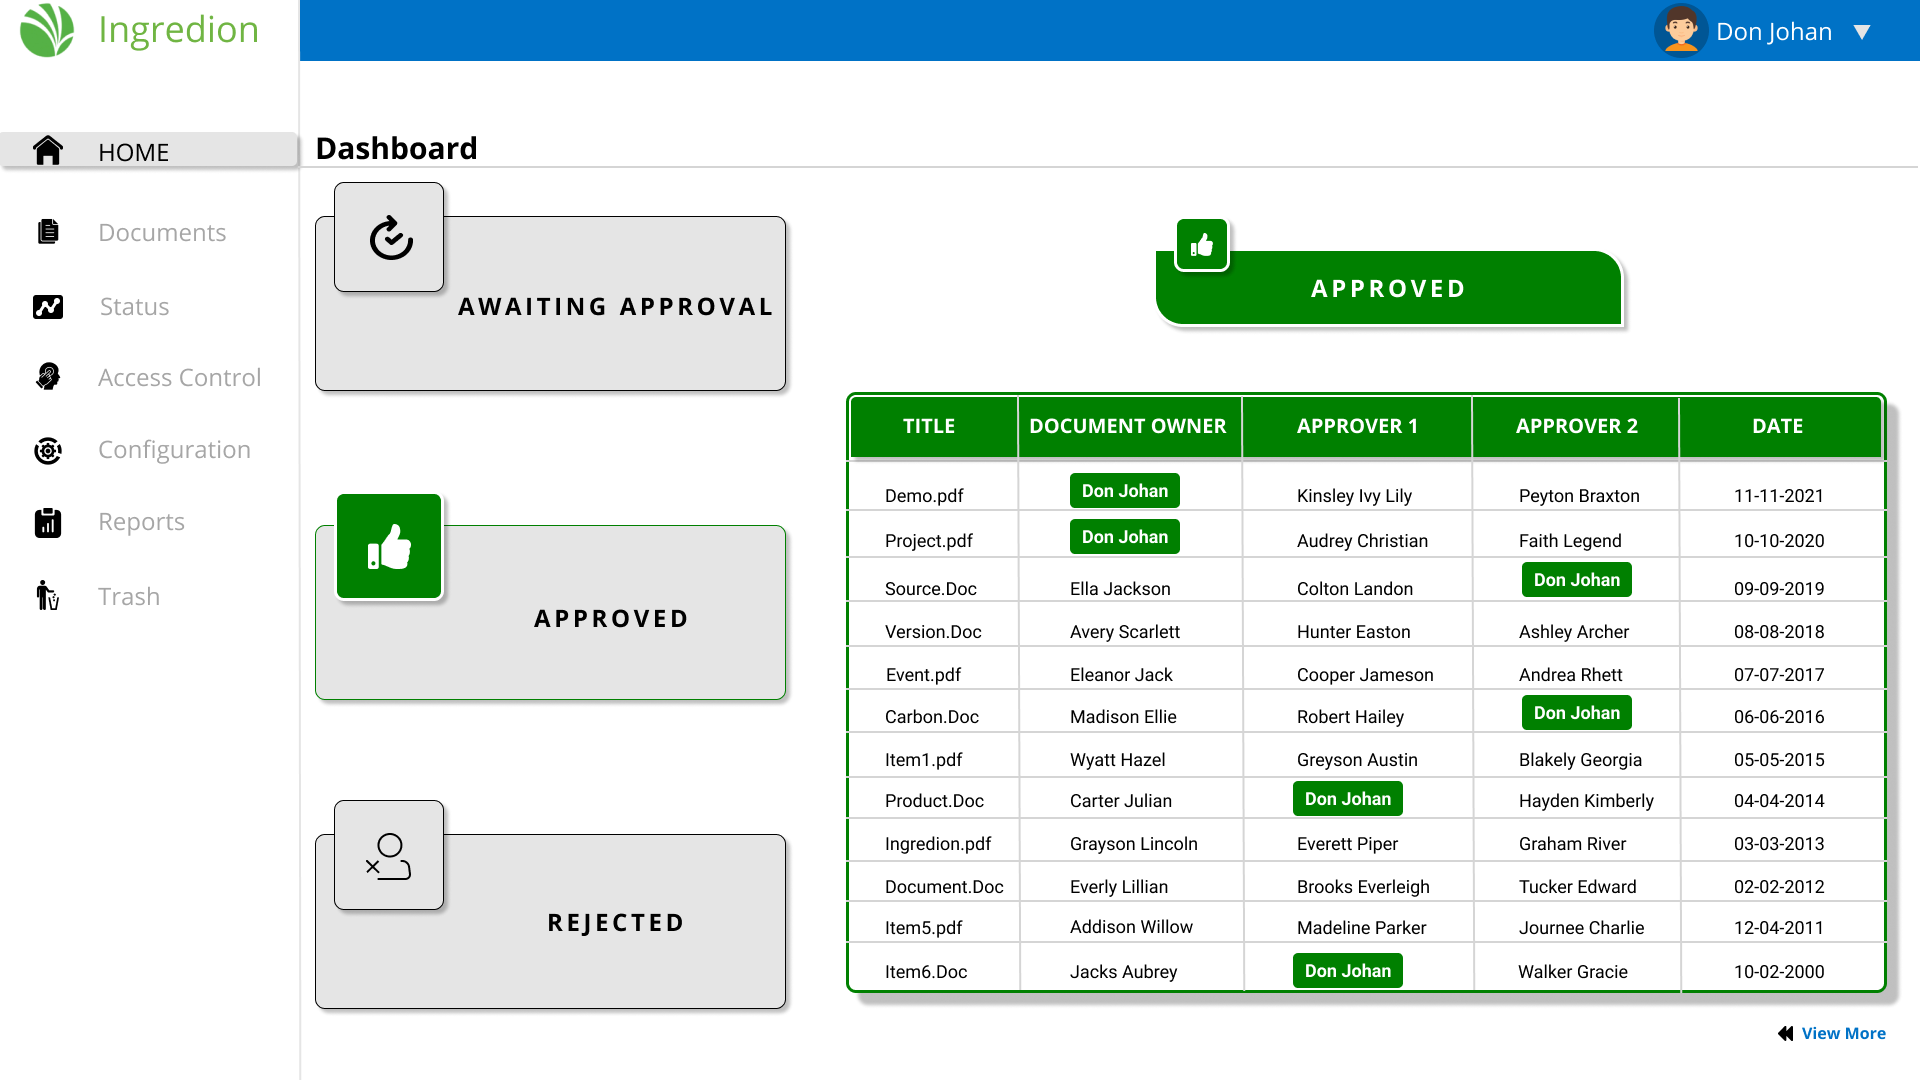 Ingredion
Don Johan
HOME
Documents
Status
Access Control
Configuration
Reports
Trash
Dashboard
AWAITING APPROVAL
APPROVED
REJECTED
APPROVED
TITLE DOCUMENT OWNER APPROVER 1 APPROVER 2 DATE
Demo.pdf Don Johan Kinsley Ivy Lily Peyton Braxton 11-11-2021
Project.pdf Don Johan Audrey Christian Faith Legend 10-10-2020
Source.Doc Ella Jackson Colton Landon Don Johan 09-09-2019
Version.Doc Avery Scarlett Hunter Easton Ashley Archer 08-08-2018
Event.pdf Eleanor Jack Cooper Jameson Andrea Rhett 07-07-2017
Carbon.Doc Madison Ellie Robert Hailey Don Johan 06-06-2016
Item1.pdf Wyatt Hazel Greyson Austin Blakely Georgia 05-05-2015
Product.Doc Carter Julian Don Johan Hayden Kimberly 04-04-2014
Ingredion.pdf Grayson Lincoln Everett Piper Graham River 03-03-2013
Document.Doc Everly Lillian Brooks Everleigh Tucker Edward 02-02-2012
Item5.pdf Addison Willow Madeline Parker Journee Charlie 12-04-2011
Item6.Doc Jacks Aubrey Don Johan Walker Gracie 10-02-2000
View More